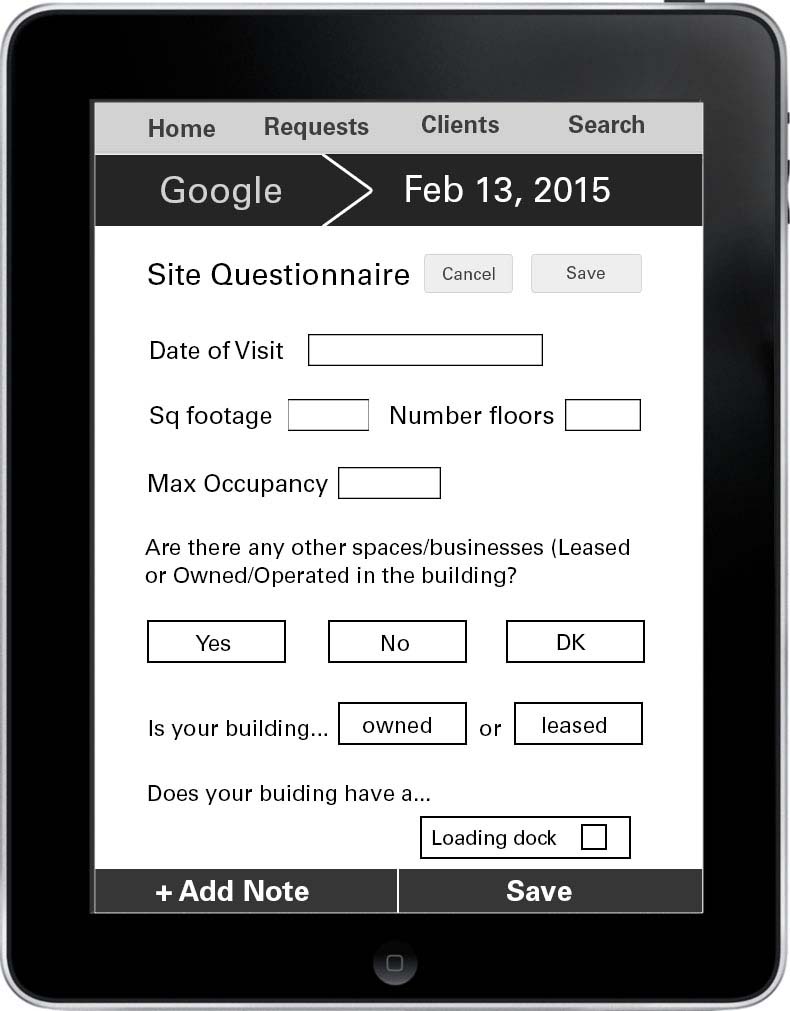 Home Requests Clients Search
Google Feb 13, 2015
Site Questionnaire Cancel Save
Date of Visit
Sq footage Number floors
Max Occupancy
Are there any other spaces/businesses (Leased
or Owned/Operated in the building?
Yes No DK
Is your building... owned or leased
Does your buiding have a...
Loading dock
+ Add Note Save